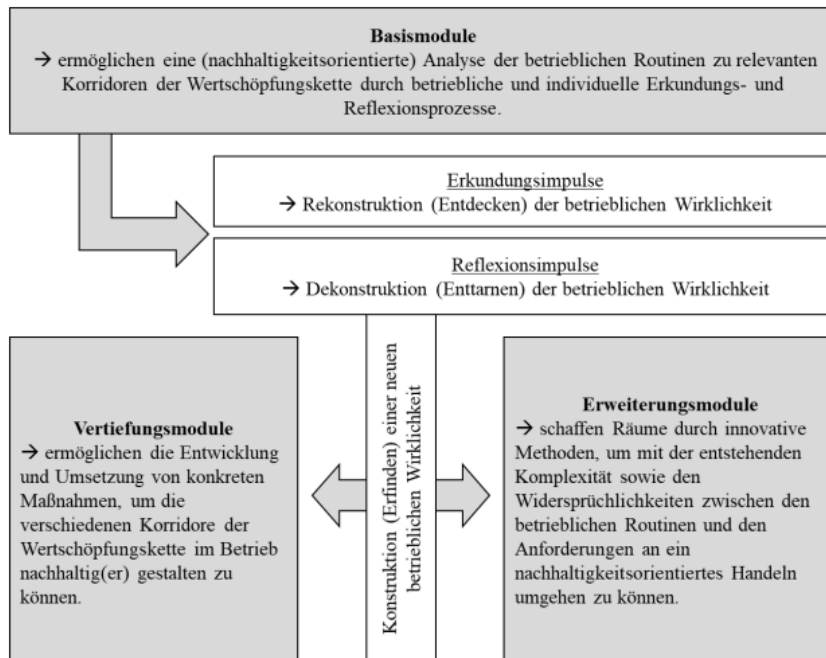 Basismodule
→ ermöglichen eine (nachhaltigkeitsorientierte) Analyse der betrieblichen Routinen zu relevanten
Korridoren der Wertschöpfungskette durch betriebliche und individuelle Erkundungs- und
Reflexionsprozesse.
Erkundungsimpulse
→ Rekonstruktion (Entdecken) der betrieblichen Wirklichkeit
Reflexionsimpulse
→ Dekonstruktion (Enttarnen) der betrieblichen Wirklichkeit
Vertiefungsmodule
→ ermöglichen die Entwicklung
und Umsetzung von konkreten
Maßnahmen, um die
verschiedenen Korridore der
Wertschöpfungskette im Betrieb
nachhaltig(er) gestalten zu
können.
Konstruktion (Erfinden) einer neuen
betrieblichen Wirklichkeit
Erweiterungsmodule
→ schaffen Räume durch innovative
Methoden, um mit der entstehenden
Komplexität sowie den
Widersprüchlichkeiten zwischen den
betrieblichen Routinen und den
Anforderungen an ein
nachhaltigkeitsorientiertes Handeln
umgehen zu können.